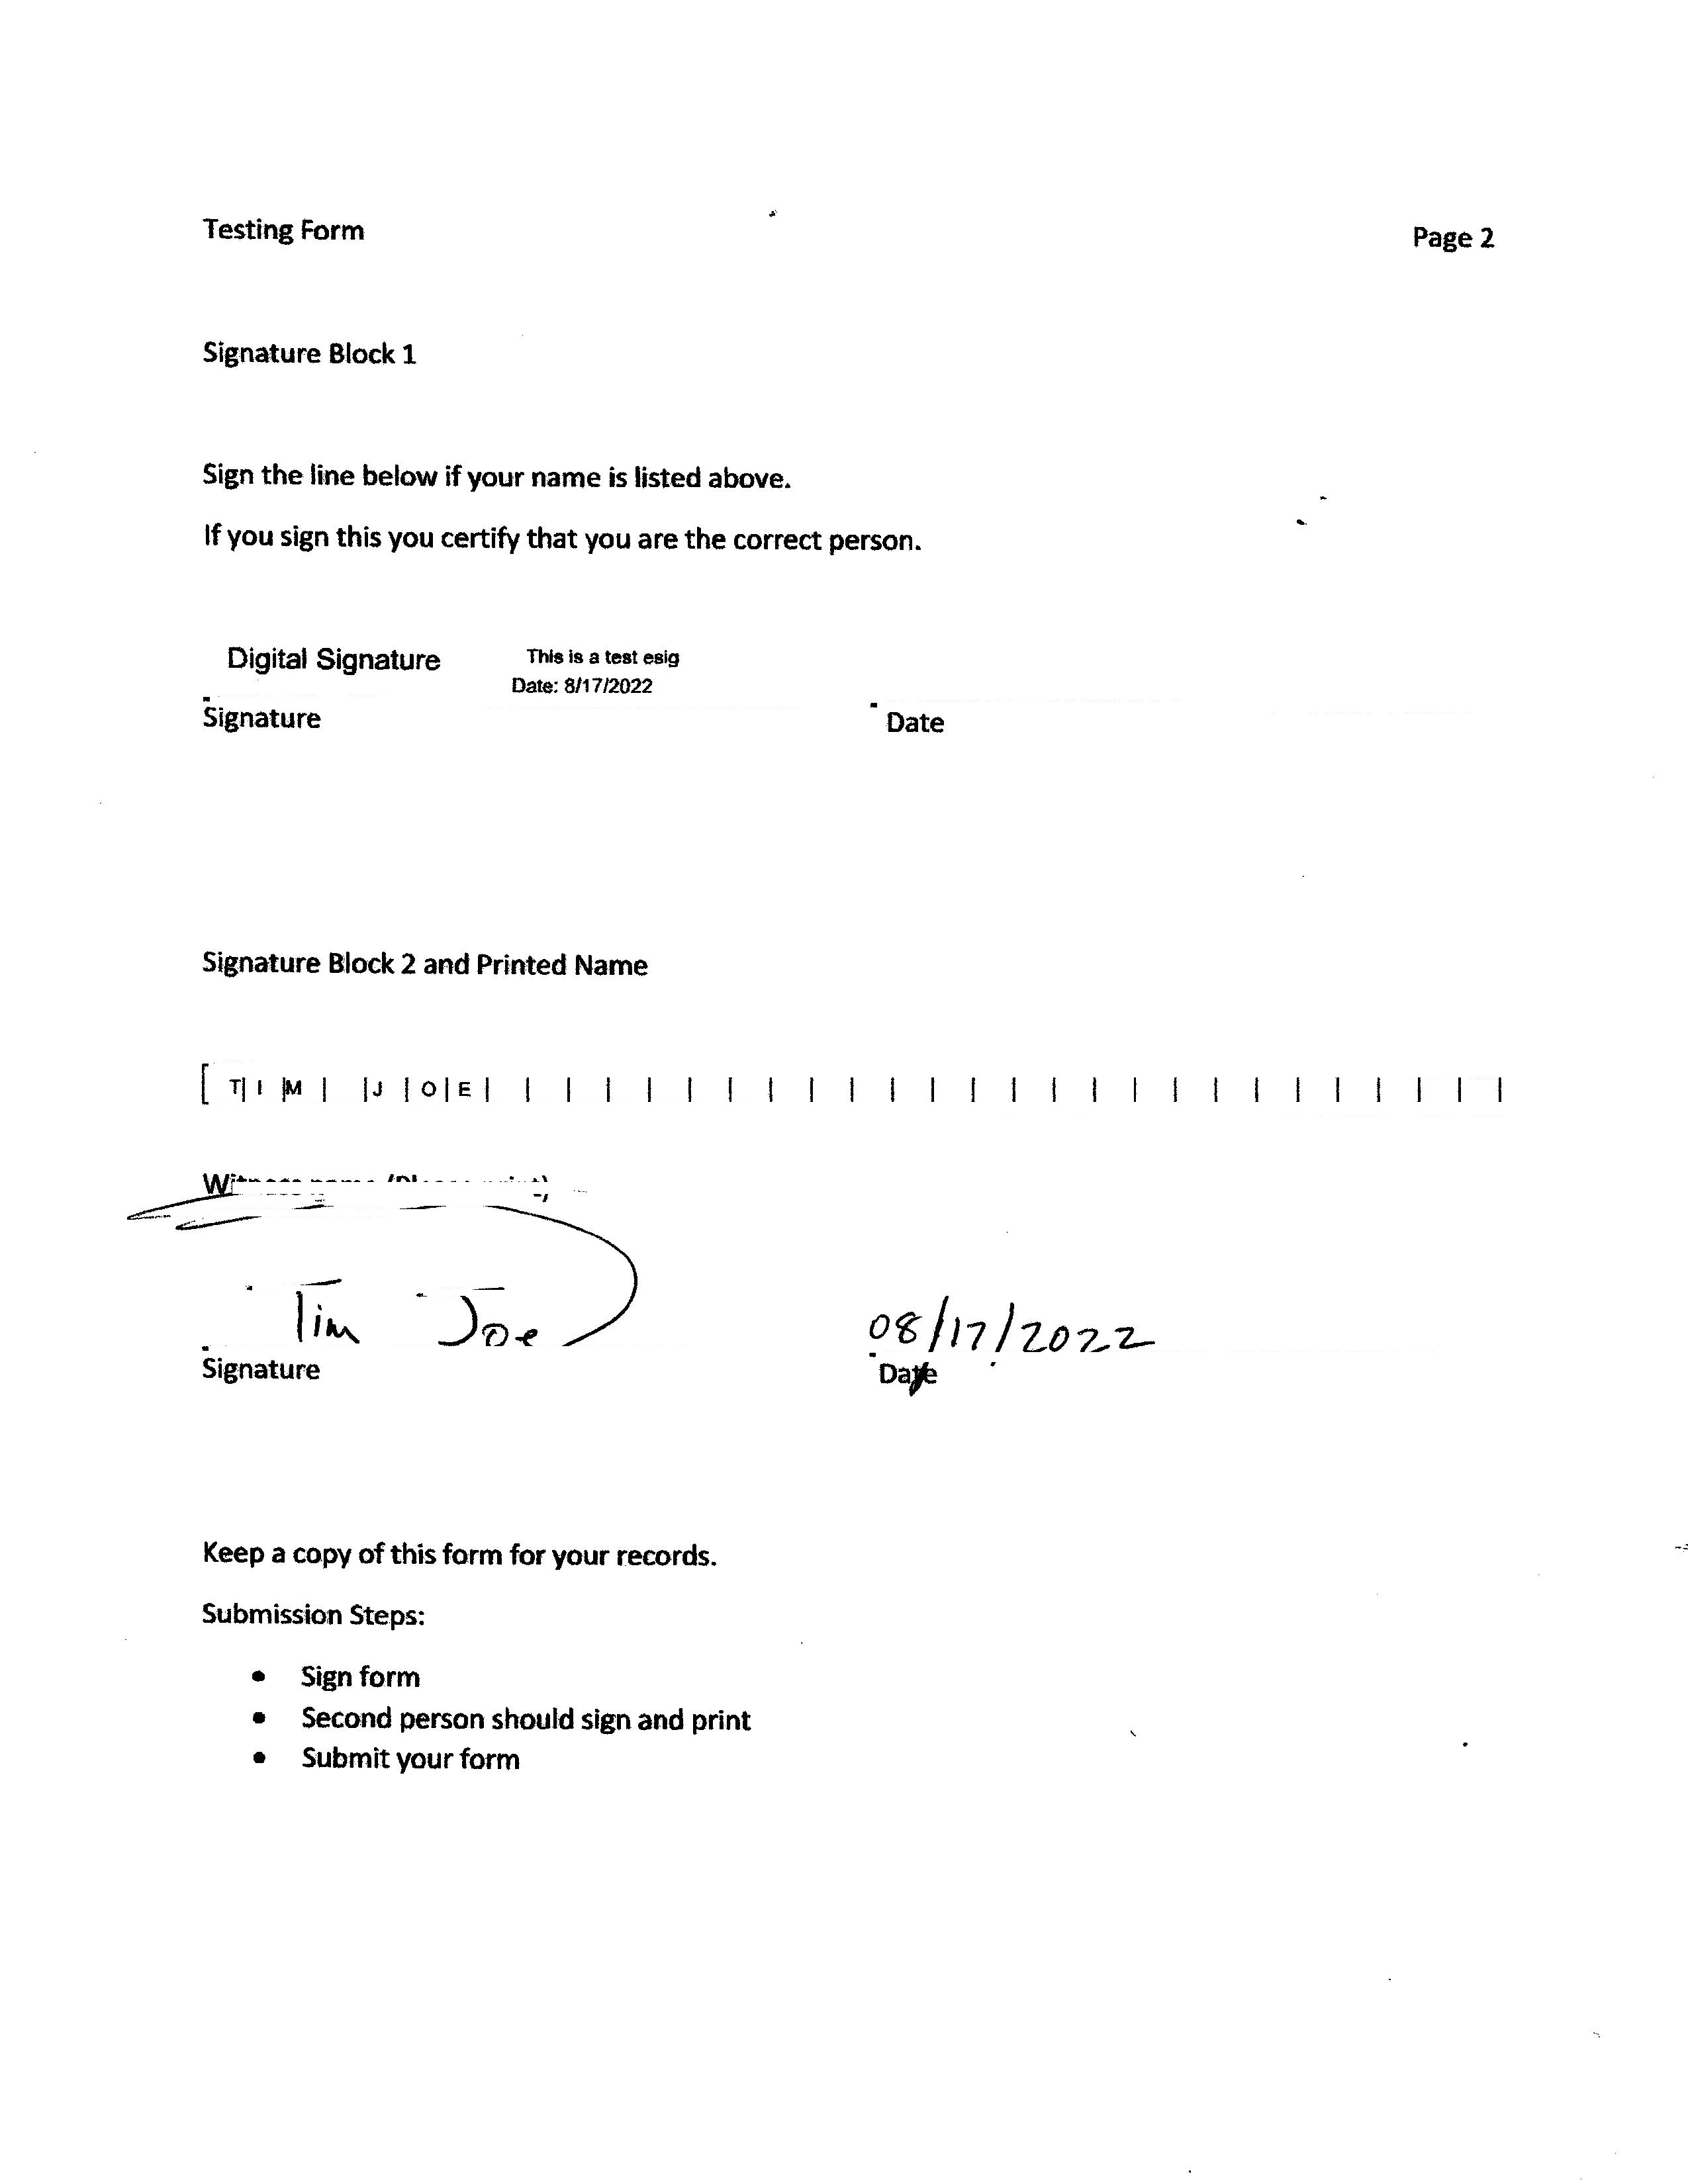 Testing Form
Page 2
Signature Block 1
Sign the line below if your name is listed above.
If you sign this you certify that you are the correct person.
Digital Signature
This is a test esig
Date: 8/17/2022
Signature
Date
Signature Block 2 and Printed Name
[ T| I |M | |J |O|E| | | | | | | | | | | | | | | | | | | | | | | | | |
Tim Joe
08/17/2022
Signature
Date
Keep a copy of this form for your records.
Submission Steps:
• Sign form
• Second person should sign and print
• Submit your form